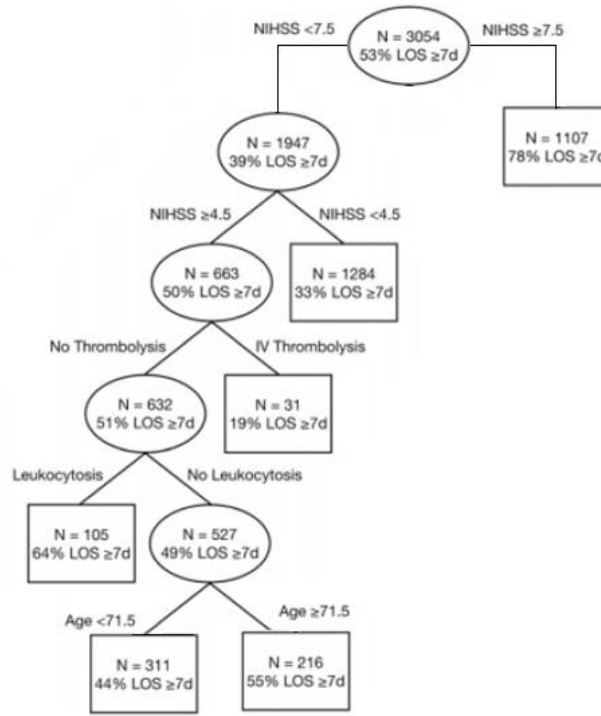 NIHSS <7.5
N = 3054
53% LOS ≥7d
NIHSS ≥7.5
N = 1947
39% LOS ≥7d
N = 1107
78% LOS ≥7d
NIHSS ≥4.5
NIHSS <4.5
N = 663
50% LOS ≥7d
N = 1284
33% LOS ≥7d
No Thrombolysis
IV Thrombolysis
N = 632
51% LOS ≥7d
N = 31
19% LOS ≥7d
Leukocytosis
No Leukocytosis
N = 105
64% LOS ≥7d
N = 527
49% LOS ≥7d
Age <71.5
Age ≥71.5
N = 311
44% LOS ≥7d
N = 216
55% LOS ≥7d